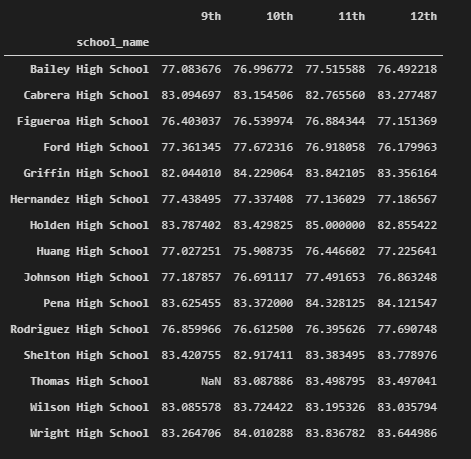 9th 10th 11th 12th
school_name
Bailey High School 77.083676 76.996772 77.515588 76.492218
Cabrera High School 83.094697 83.154506 82.765560 83.277487
Figueroa High School 76.403037 76.539974 76.884344 77.151369
Ford High School 77.361345 77.672316 76.918058 76.179963
Griffin High School 82.044010 84.229064 83.842105 83.356164
Hernandez High School 77.438495 77.337408 77.136029 77.186567
Holden High School 83.787402 83.429825 85.000000 82.855422
Huang High School 77.027251 75.908735 76.446602 77.225641
Johnson High School 77.187857 76.691117 77.491653 76.863248
Pena High School 83.625455 83.372000 84.328125 84.121547
Rodriguez High School 76.859966 76.612500 76.395626 77.690748
Shelton High School 83.420755 82.917411 83.383495 83.778976
Thomas High School NaN 83.087886 83.498795 83.497041
Wilson High School 83.085578 83.724422 83.195326 83.035794
Wright High School 83.264706 84.010288 83.836782 83.644986